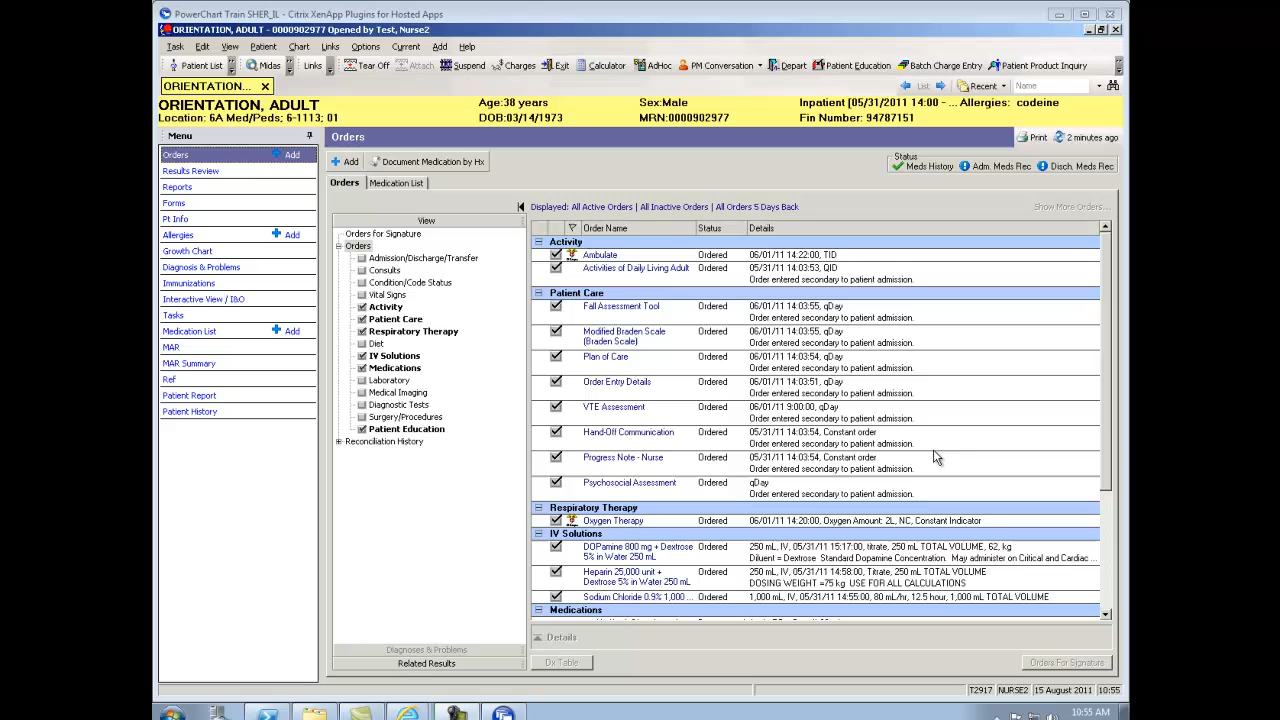 PowerChart Train SHER_IL - Citrix XenApp Plugins for Hosted Apps
ORIENTATION, ADULT - 0000902977 Opened by Test, Nurse2
Task Edit View Patient Chart Links Options Current Add Help
Patient List Midas Links Tear Off Attach Suspend Charges Exit Calculator AdHoc PM Conversation Depart Patient Education Batch Charge Entry Patient Product Inquiry
ORIENTATION... × List Recent Name
ORIENTATION, ADULT Age:38 years Sex:Male Inpatient [05/31/2011 14:00 - ... Allergies: codeine
Location: 6A Med/Peds; 6-1113; 01 DOB:03/14/1973 MRN:0000902977 Fin Number: 94787151
Menu
Orders Add
Results Review
Reports
Forms
Pt Info
Allergies Add
Growth Chart
Diagnosis & Problems
Immunizations
Interactive View / I&O
Tasks
Medication List Add
MAR
MAR Summary
Ref
Patient Report
Patient History
Orders
Print 2 minutes ago
Add Document Medication by Hx
Status
Meds History Adm. Meds Rec Disch. Meds Rec
Orders Medication List
View
Orders for Signature
Orders
Admission/Discharge/Transfer
Consults
Condition/Code Status
Vital Signs
Activity
Patient Care
Respiratory Therapy
Diet
IV Solutions
Medications
Laboratory
Medical Imaging
Diagnostic Tests
Surgery/Procedures
Patient Education
Reconciliation History
Diagnoses & Problems
Related Results
Displayed: All Active Orders | All Inactive Orders | All Orders 5 Days Back Show More Orders...
Order Name Status Details
Activity
Ambulate Ordered 06/01/11 14:22:00, TID
Activities of Daily Living Adult Ordered 05/31/11 14:03:53, QID
Order entered secondary to patient admission.
Patient Care
Fall Assessment Tool Ordered 06/01/11 14:03:55, qDay
Order entered secondary to patient admission.
Modified Braden Scale Ordered 06/01/11 14:03:55, qDay
(Braden Scale) Order entered secondary to patient admission.
Plan of Care Ordered 06/01/11 14:03:54, qDay
Order entered secondary to patient admission.
Order Entry Details Ordered 06/01/11 14:03:51, qDay
Order entered secondary to patient admission.
VTE Assessment Ordered 06/01/11 9:00:00, qDay
Order entered secondary to patient admission.
Hand-Off Communication Ordered 05/31/11 14:03:54, Constant order
Order entered secondary to patient admission.
Progress Note - Nurse Ordered 05/31/11 14:03:54, Constant order
Order entered secondary to patient admission.
Psychosocial Assessment Ordered qDay
Order entered secondary to patient admission.
Respiratory Therapy
Oxygen Therapy Ordered 06/01/11 14:20:00, Oxygen Amount: 2L, NC, Constant Indicator
IV Solutions
DOPamine 800 mg + Dextrose Ordered 250 mL, IV, 05/31/11 15:17:00, titrate, 250 mL TOTAL VOLUME, 62, kg
5% in Water 250 mL Diluent = Dextrose Standard Dopamine Concentration. May administer on Critical and Cardiac ...
Heparin 25,000 unit + Ordered 250 mL, IV, 05/31/11 14:58:00, Titrate, 250 mL TOTAL VOLUME
Dextrose 5% in Water 250 mL DOSING WEIGHT =75 kg USE FOR ALL CALCULATIONS
Sodium Chloride 0.9% 1,000 ... Ordered 1,000 mL, IV, 05/31/11 14:55:00, 80 mL/hr, 12.5 hour, 1,000 mL TOTAL VOLUME
Medications
Details
Dx Table Orders For Signature
T2917 NURSE2 15 August 2011 10:55
10:55 AM